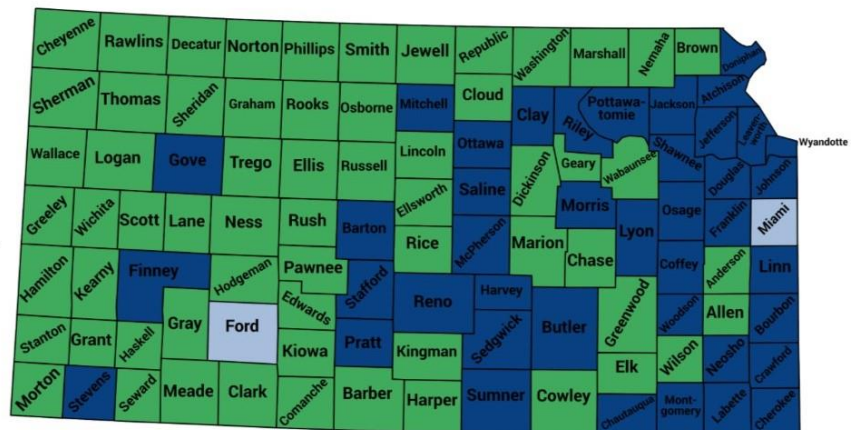 Cheyenne
Rawlins
Decatur
Norton
Phillips
Smith
Jewell
Republic
Washington
Marshall
Nemaha
Brown
Doniphan
Sherman
Thomas
Sheridan
Graham
Rooks
Osborne
Mitchell
Cloud
Clay
Riley
Pottawa-
tomie
Jackson
Atchison
Jefferson
Leaven-
worth
Wyandotte
Wallace
Logan
Gove
Trego
Ellis
Russell
Lincoln
Ottawa
Saline
Dickinson
Geary
Wabaunsee
Shawnee
Douglas
Johnson
Greeley
Wichita
Scott
Lane
Ness
Rush
Barton
Ellsworth
Rice
McPherson
Marion
Morris
Chase
Lyon
Osage
Franklin
Miami
Hamilton
Kearny
Finney
Hodgeman
Pawnee
Stafford
Reno
Harvey
Coffey
Anderson
Linn
Stanton
Grant
Haskell
Gray
Ford
Edwards
Kiowa
Pratt
Kingman
Sedgwick
Butler
Greenwood
Woodson
Allen
Bourbon
Morton
Stevens
Seward
Meade
Clark
Comanche
Barber
Harper
Sumner
Cowley
Elk
Chautauqua
Wilson
Mont-
gomery
Neosho
Labette
Crawford
Cherokee